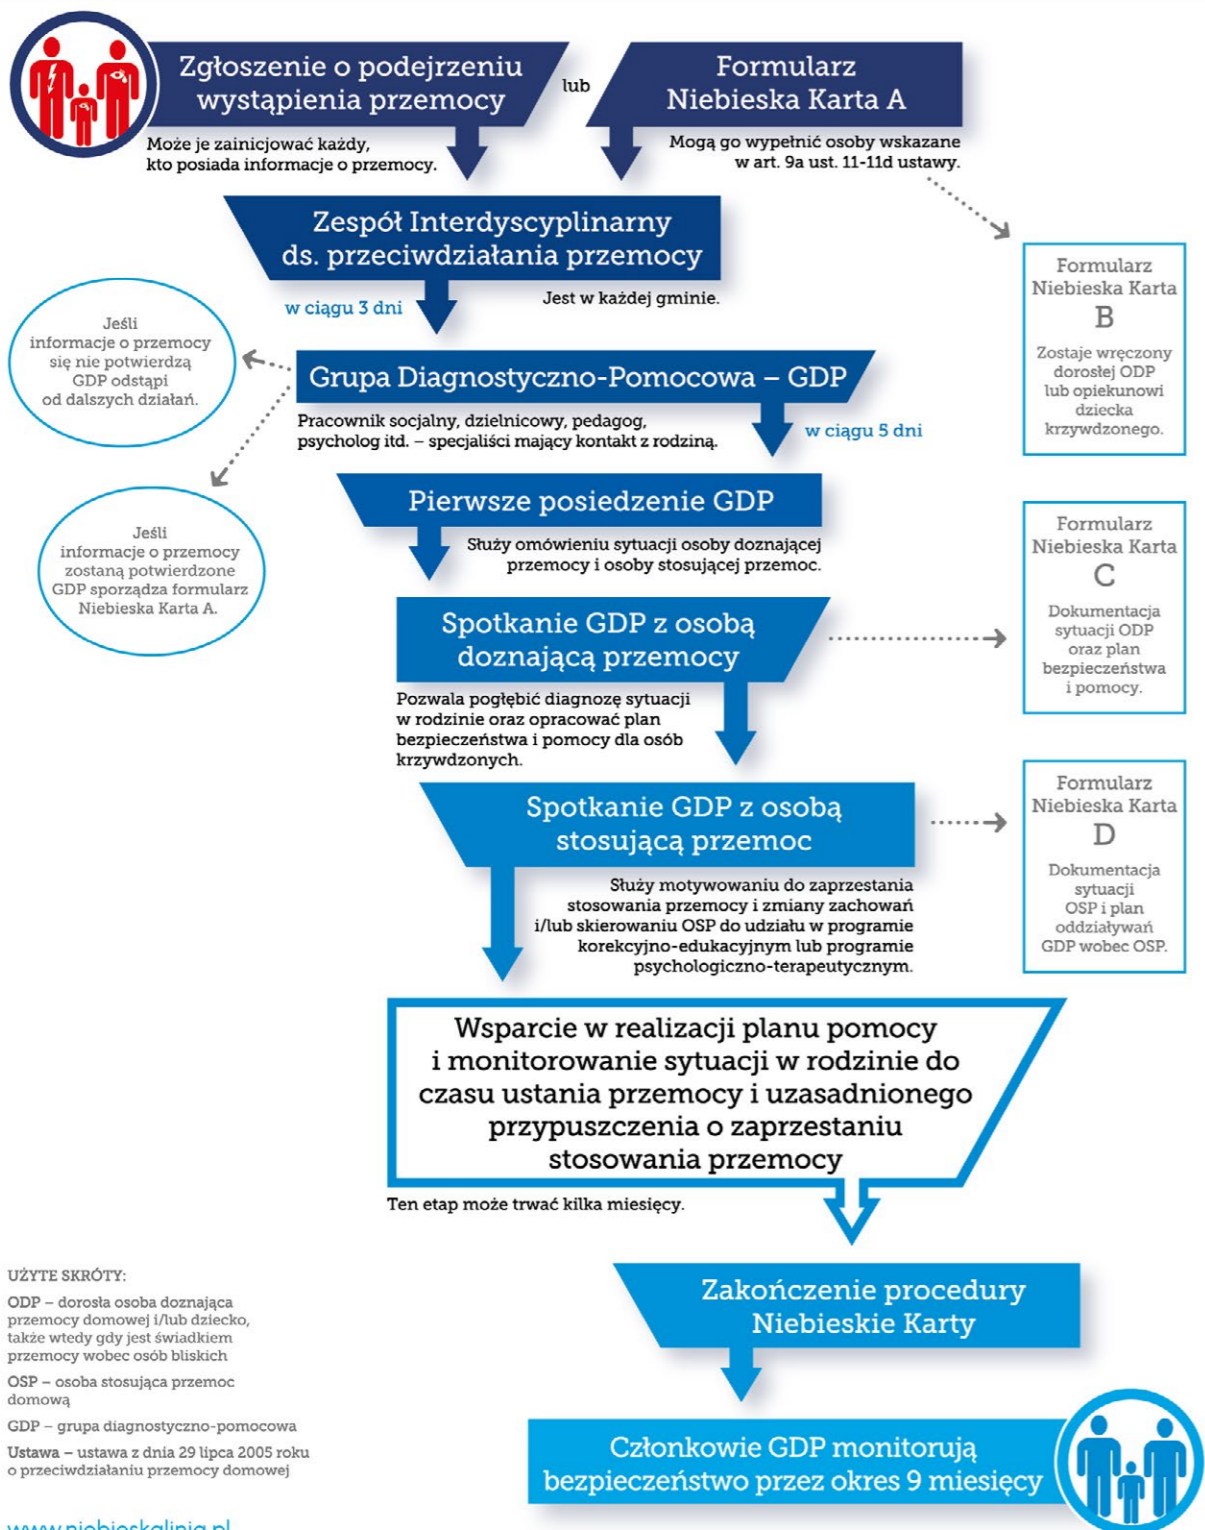 Zgłoszenie o podejrzeniu
wystąpienia przemocy
lub
Formularz
Niebieska Karta A
Może je zainicjować każdy,
kto posiada informacje o przemocy.
Mogą go wypełnić osoby wskazane
w art. 9a ust. 11-11d ustawy.
Zespół Interdyscyplinarny
ds. przeciwdziałania przemocy
w ciągu 3 dni
Jest w każdej gminie.
Formularz
Niebieska Karta
B
Zostaje wręczony
dorosłej ODP
lub opiekunowi
dziecka
krzywdzonego.
Jeśli
informacje o przemocy
się nie potwierdzą
GDP odstąpi
od dalszych działań.
Grupa Diagnostyczno-Pomocowa – GDP
Pracownik socjalny, dzielnicowy, pedagog,
psycholog itd. – specjaliści mający kontakt z rodziną.
w ciągu 5 dni
Jeśli
informacje o przemocy
zostaną potwierdzone
GDP sporządza formularz
Niebieska Karta A.
Pierwsze posiedzenie GDP
Służy omówieniu sytuacji osoby doznającej
przemocy i osoby stosującej przemoc.
Formularz
Niebieska Karta
C
Dokumentacja
sytuacji ODP
oraz plan
bezpieczeństwa
i pomocy.
Spotkanie GDP z osobą
doznającą przemocy
Pozwala pogłębić diagnozę sytuacji
w rodzinie oraz opracować plan
bezpieczeństwa i pomocy dla osób
krzywdzonych.
Spotkanie GDP z osobą
stosującą przemoc
Formularz
Niebieska Karta
D
Dokumentacja
sytuacji
OSP i plan
oddziaływań
GDP wobec OSP.
Służy motywowaniu do zaprzestania
stosowania przemocy i zmiany zachowań
i/lub skierowaniu OSP do udziału w programie
korekcyjno-edukacyjnym lub programie
psychologiczno-terapeutycznym.
Wsparcie w realizacji planu pomocy
i monitorowanie sytuacji w rodzinie do
czasu ustania przemocy i uzasadnionego
przypuszczenia o zaprzestaniu
stosowania przemocy
Ten etap może trwać kilka miesięcy.
Zakończenie procedury
Niebieskie Karty
Członkowie GDP monitorują
bezpieczeństwo przez okres 9 miesięcy
UŻYTE SKRÓTY:
ODP – dorosła osoba doznająca
przemocy domowej i/lub dziecko,
także wtedy gdy jest świadkiem
przemocy wobec osób bliskich
OSP – osoba stosująca przemoc
domową
GDP – grupa diagnostyczno-pomocowa
Ustawa – ustawa z dnia 29 lipca 2005 roku
o przeciwdziałaniu przemocy domowej
www.niebieskalinia.pl